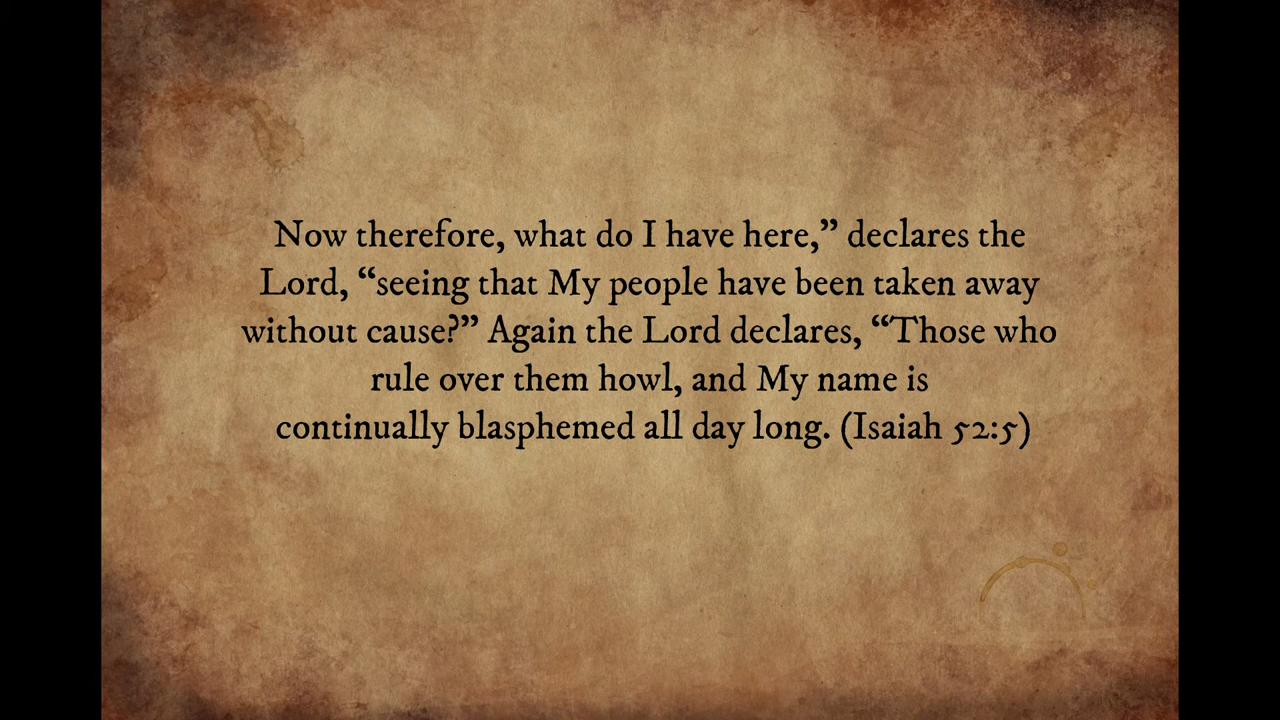 Now therefore, what do I have here,” declares the
Lord, “seeing that My people have been taken away
without cause?” Again the Lord declares, “Those who
rule over them howl, and My name is
continually blasphemed all day long. (Isaiah 52:5)